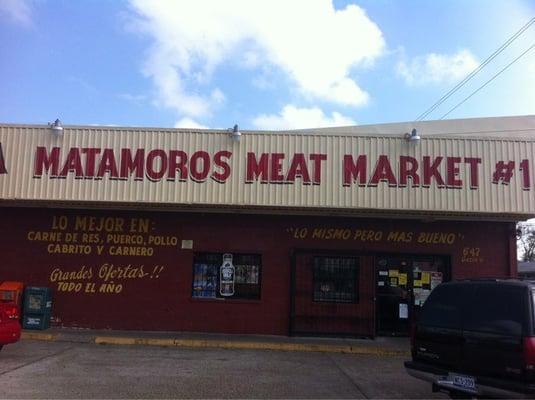 MATAMOROS MEAT MARKET #1
LO MEJOR EN:
CARNE DE RES, PUERCO, POLLO
CABRITO Y CARNERO
Grandes Ofertas-!!
TODO EL AÑO
"LO MISMO PERO MAS BUENO"
847